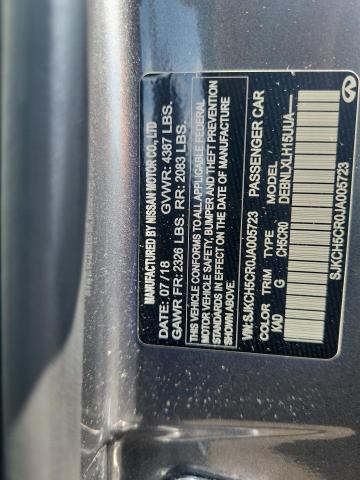 MANUFACTURED BY NISSAN MOTOR CO., LTD
DATE: 07/18 GVWR: 4387 LBS.
GAWR FR: 2326 LBS. RR: 2083 LBS.
THIS VEHICLE CONFORMS TO ALL APPLICABLE FEDERAL
MOTOR VEHICLE SAFETY, BUMPER AND THEFT PREVENTION
STANDARDS IN EFFECT ON THE DATE OF MANUFACTURE
SHOWN ABOVE.
VIN: SJKCH5CR0JA005723 PASSENGER CAR
COLOR TRIM TYPE MODEL
KAD G CH5CR0 DEBNLXLH15UUA----
SJKCH5CR0JA005723